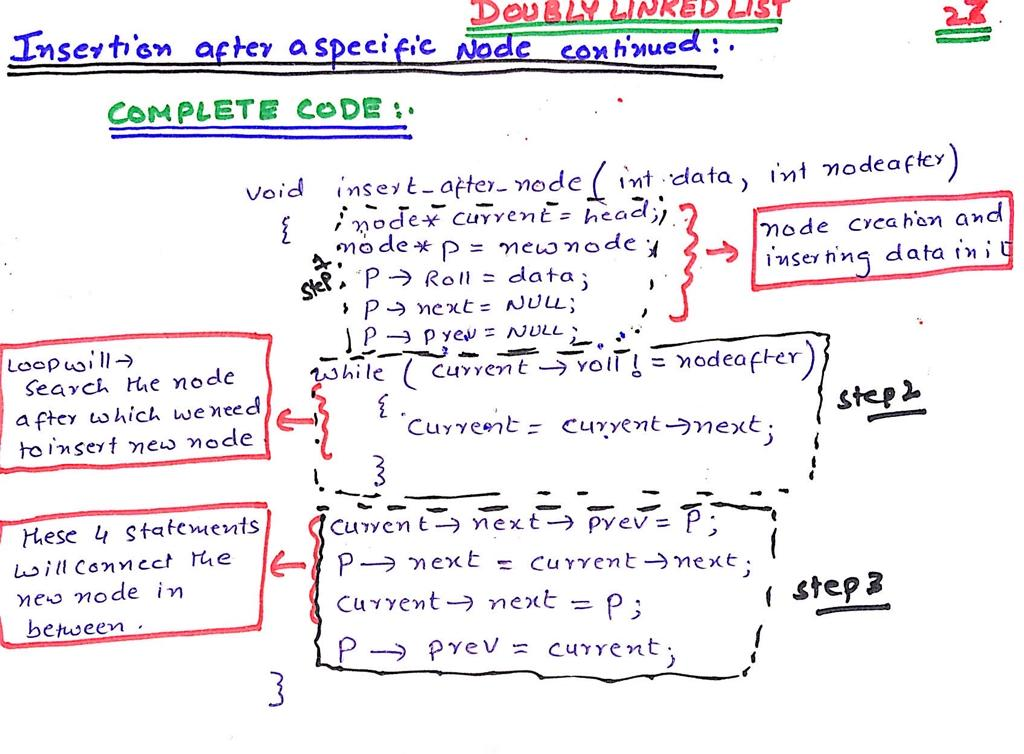 DOUBLY LINKED LIST
Insertion after a specific Node continued:.
COMPLETE CODE:.
void insert_after_node ( int data, int nodeafter)
{
node* current = head;
node* p = new node;
P → Roll = data;
P → next = NULL;
P → prev = NULL;
step 1
node creation and
inserting data in it
while ( current → roll != nodeafter)
{
current = current → next;
}
step 2
Loop will →
Search the node
after which we need
to insert new node
current → next → prev = P;
P → next = current → next;
current → next = P;
P → prev = current;
step 3
These 4 statements
will connect the
new node in
between.
}